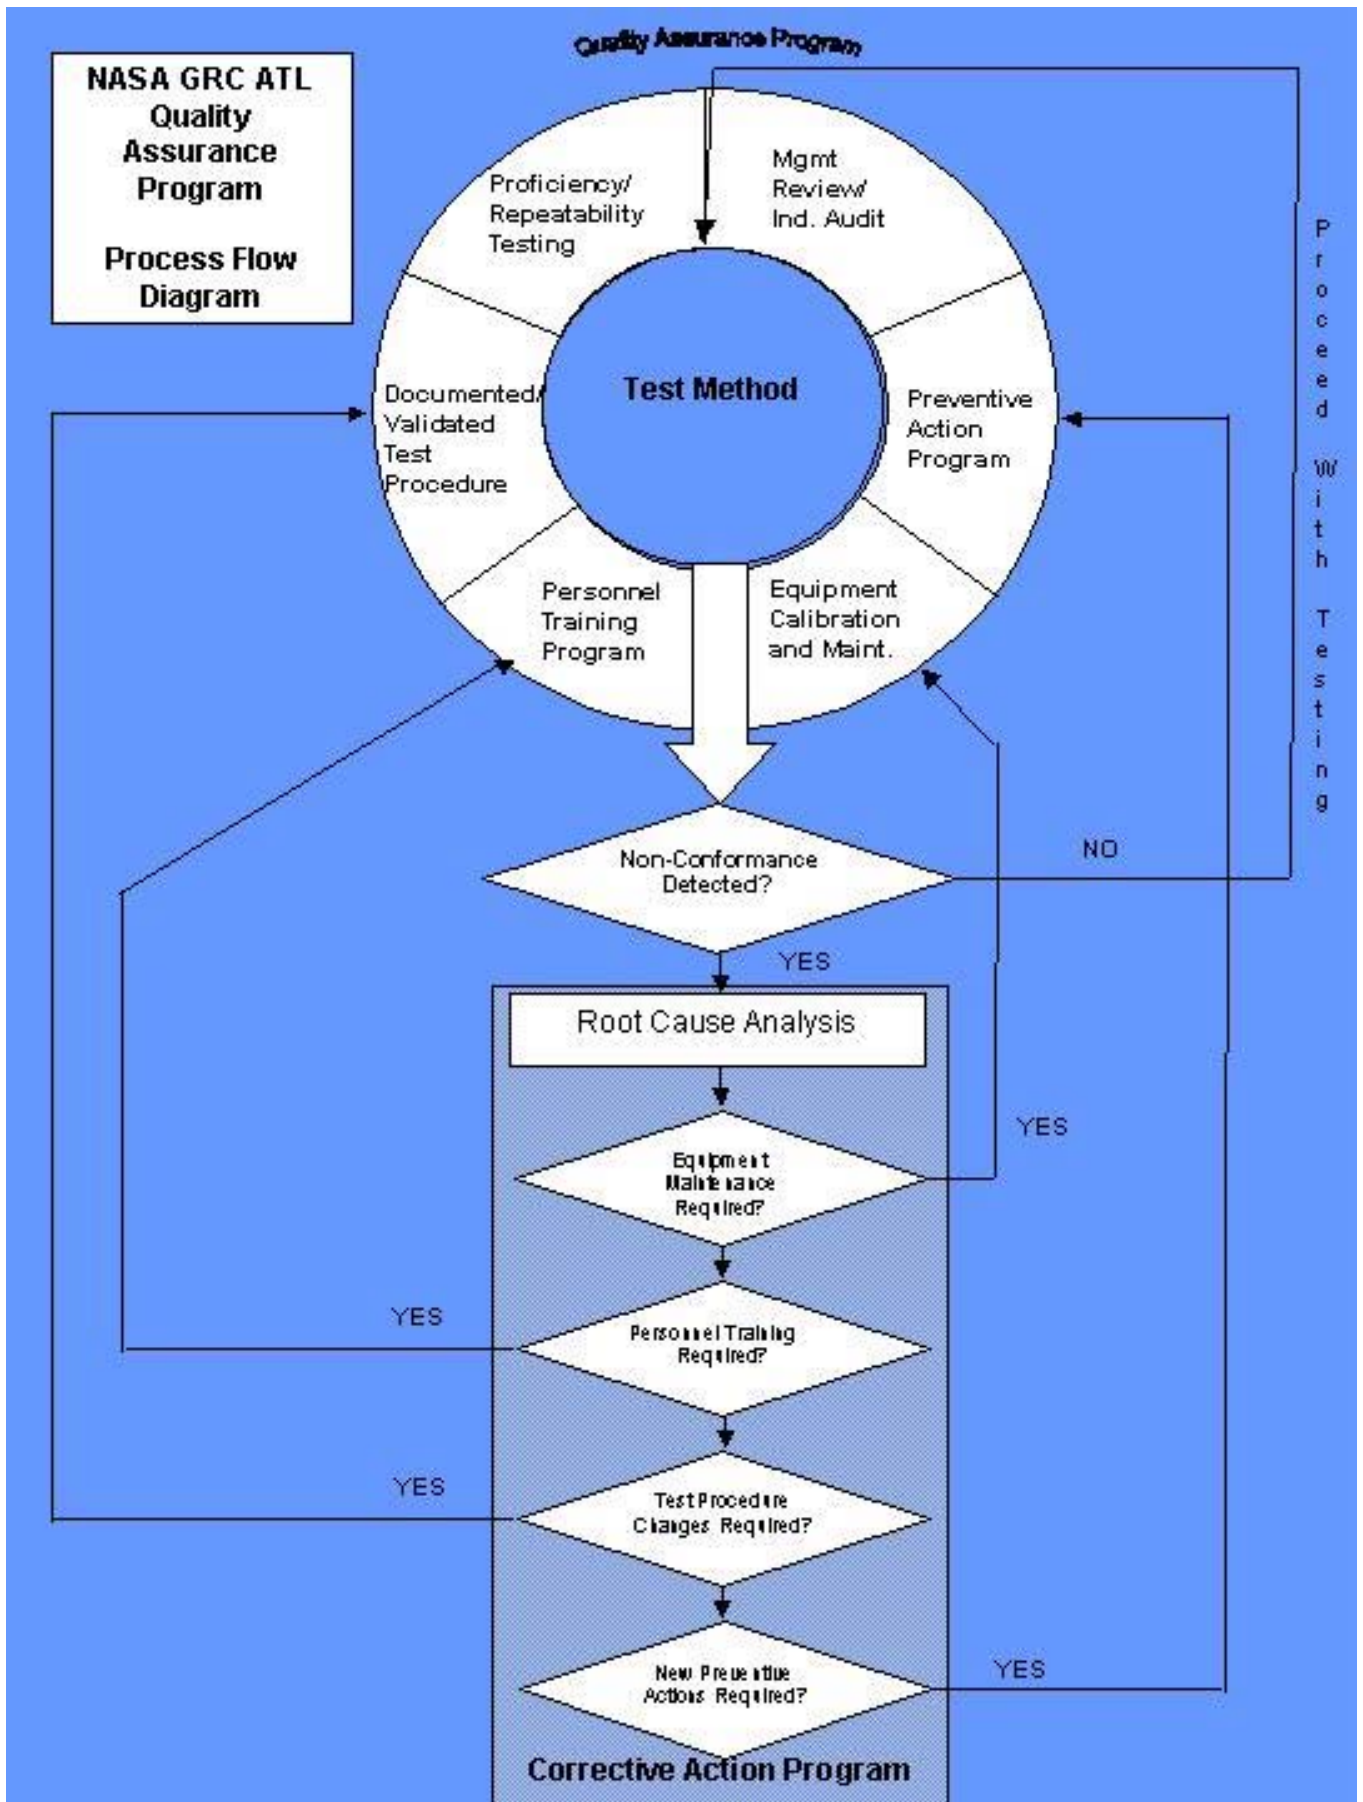 Quality Assurance Program
NASA GRC ATL
Quality
Assurance
Program
Process Flow
Diagram
Proficiency/
Repeatability
Testing
Mgmt
Review/
Ind. Audit
Documented/
Validated
Test
Procedure
Test Method
Preventive
Action
Program
Personnel
Training
Program
Equipment
Calibration
and Maint.
Proceed With Testing
Non-Conformance
Detected?
NO
YES
Root Cause Analysis
Equipment
Maintenance
Required?
YES
Personnel Training
Required?
YES
Test Procedure
Changes Required?
YES
New Preventive
Actions Required?
YES
Corrective Action Program